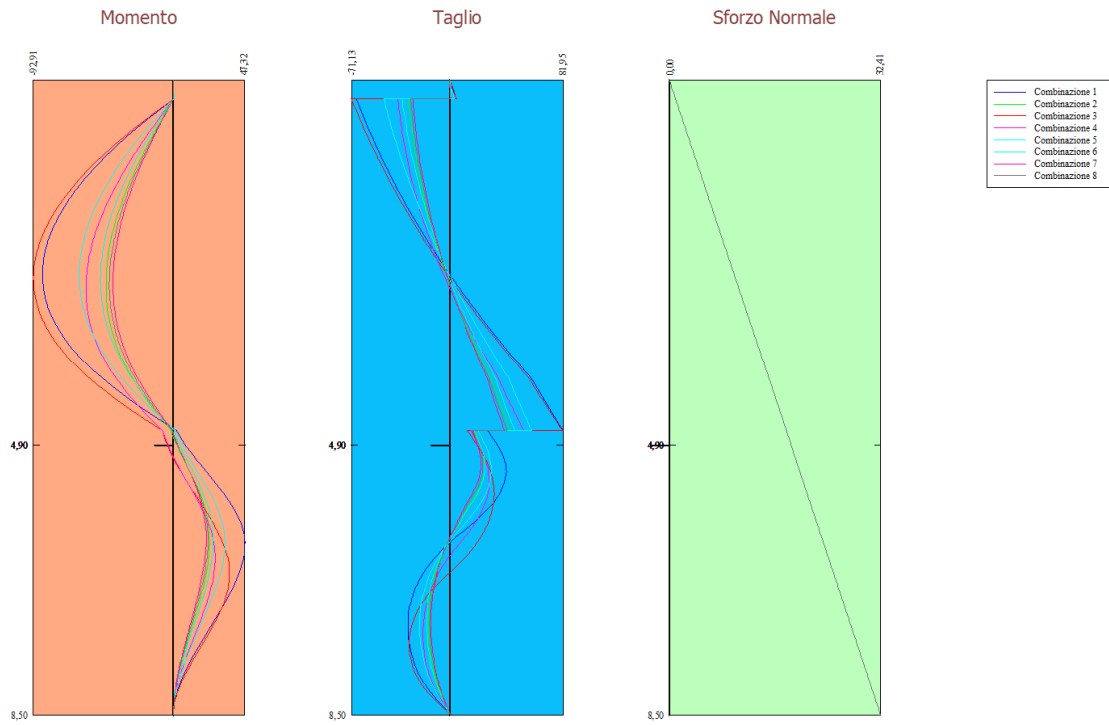 Momento
Taglio
Sforzo Normale
-92,91
47,32
-71,13
81,95
0,00
32,41
Combinazione 1
Combinazione 2
Combinazione 3
Combinazione 4
Combinazione 5
Combinazione 6
Combinazione 7
Combinazione 8
4,90
4,90
4,90
8,50
8,50
8,50